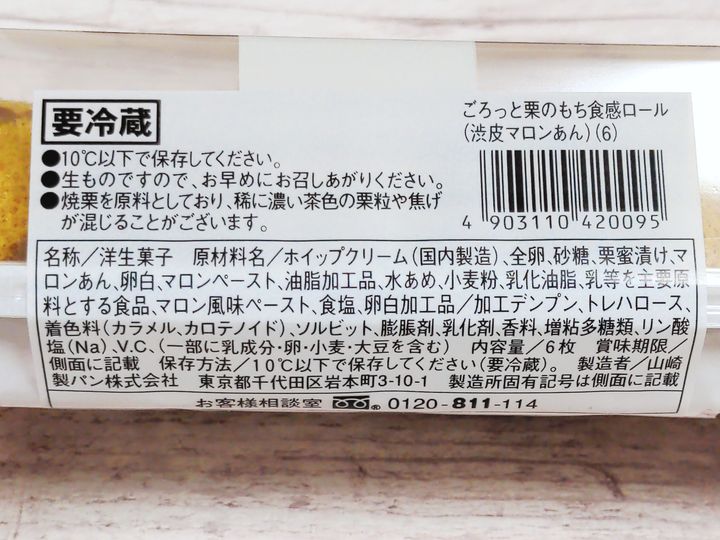 要冷蔵
●10℃以下で保存してください。
●生ものですので、お早めにお召しあがりください。
●焼栗を原料としており、稀に濃い茶色の栗粒や焦げ
が混じることがございます。
ごろっと栗のもち食感ロール
(渋皮マロンあん)(6)
4 903110 420095
名称/洋生菓子 原材料名/ホイップクリーム(国内製造)、全卵、砂糖、栗蜜漬け、マ
ロンあん、卵白、マロンペースト、油脂加工品、水あめ、小麦粉、乳化油脂、乳等を主要原
料とする食品、マロン風味ペースト、食塩、卵白加工品/加工デンプン、トレハロース、
着色料(カラメル、カロテノイド)、ソルビット、膨脹剤、乳化剤、香料、増粘多糖類、リン酸
塩(Na)、V.C、(一部に乳成分・卵・小麦・大豆を含む) 内容量/6枚 賞味期限/
側面に記載 保存方法/10℃以下で保存してください(要冷蔵)。 製造者/山崎
製パン株式会社 東京都千代田区岩本町3-10-1 製造所固有記号は側面に記載
お客様相談室 0120-811-114